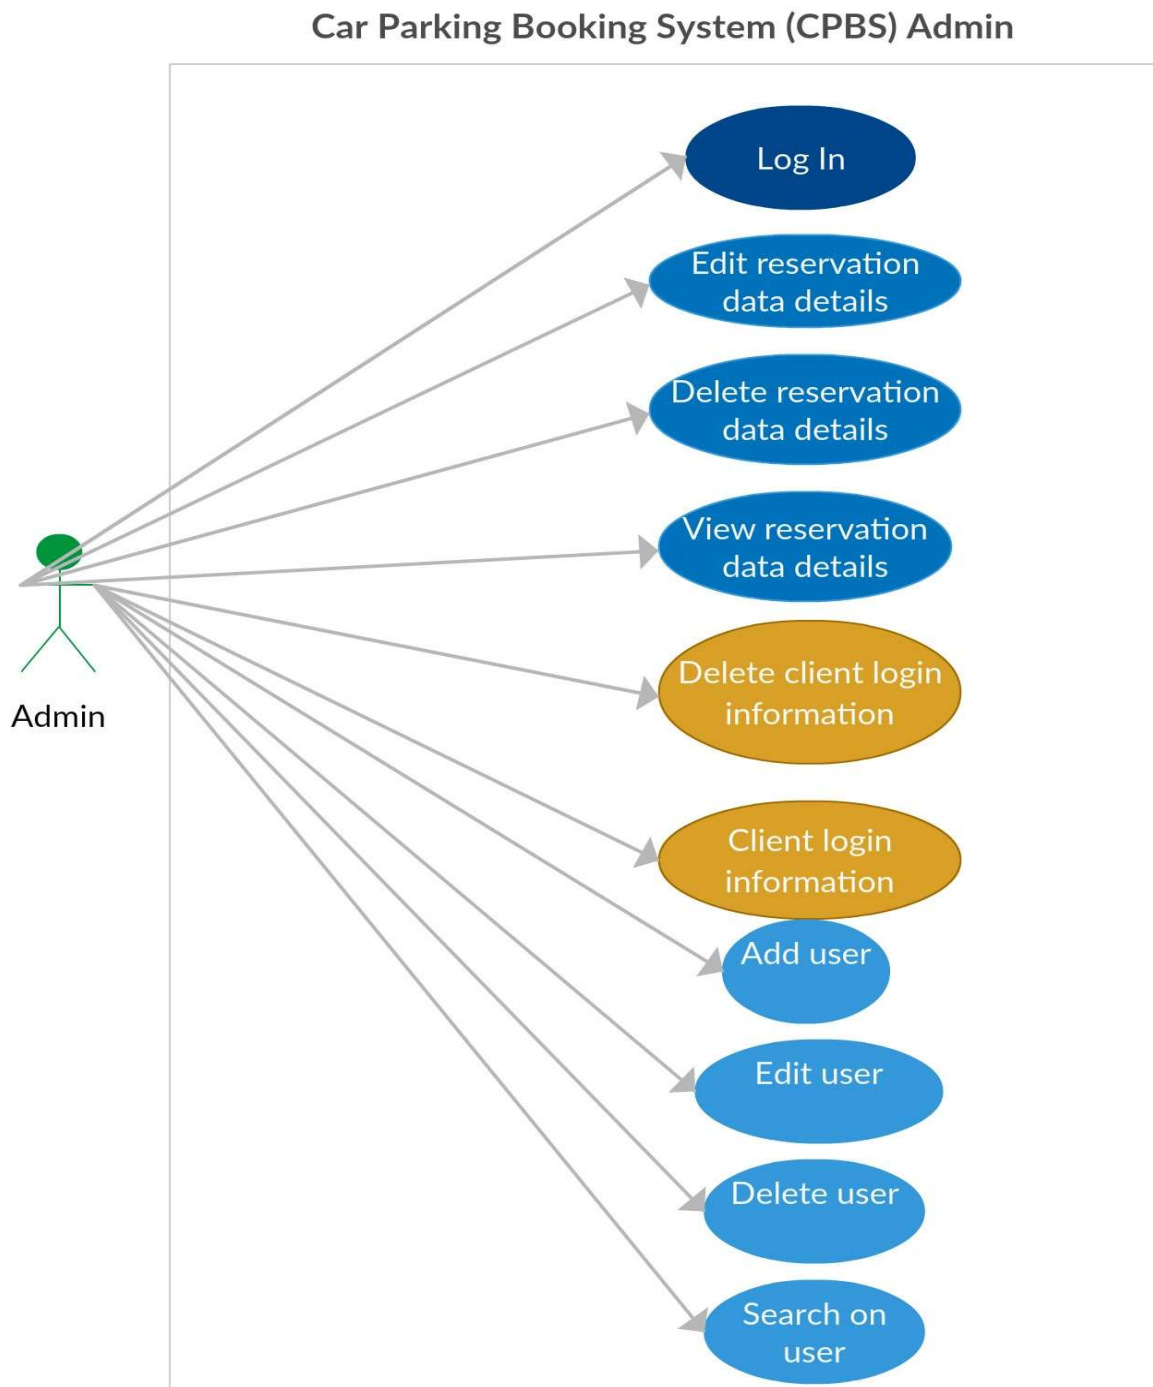 Car Parking Booking System (CPBS) Admin
Log In
Edit reservation
data details
Delete reservation
data details
View reservation
data details
Delete client login
information
Admin
Client login
information
Add user
Edit user
Delete user
Search on
user